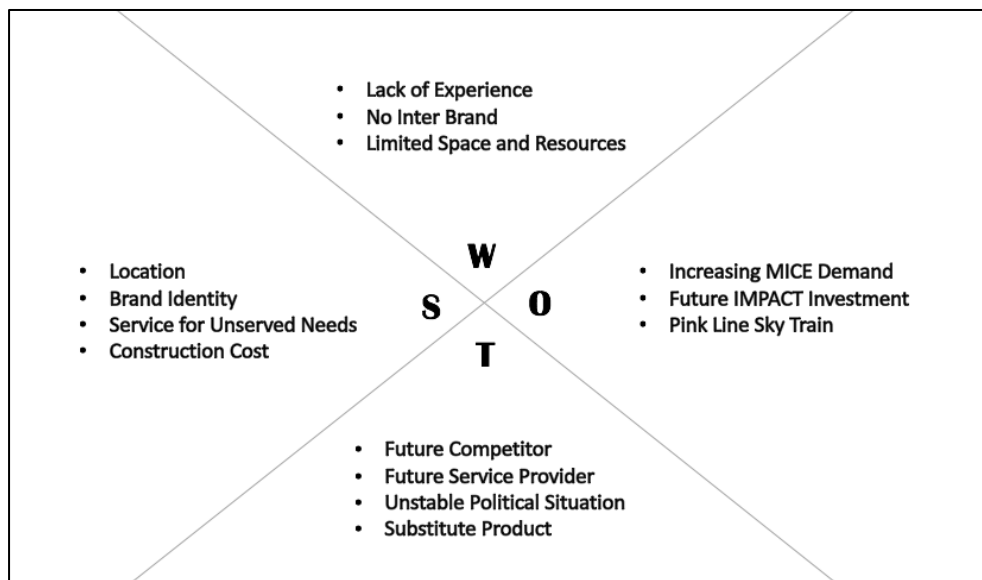 • Lack of Experience
• No Inter Brand
• Limited Space and Resources
W
• Location
• Brand Identity
• Service for Unserved Needs
• Construction Cost
S
O
• Increasing MICE Demand
• Future IMPACT Investment
• Pink Line Sky Train
T
• Future Competitor
• Future Service Provider
• Unstable Political Situation
• Substitute Product